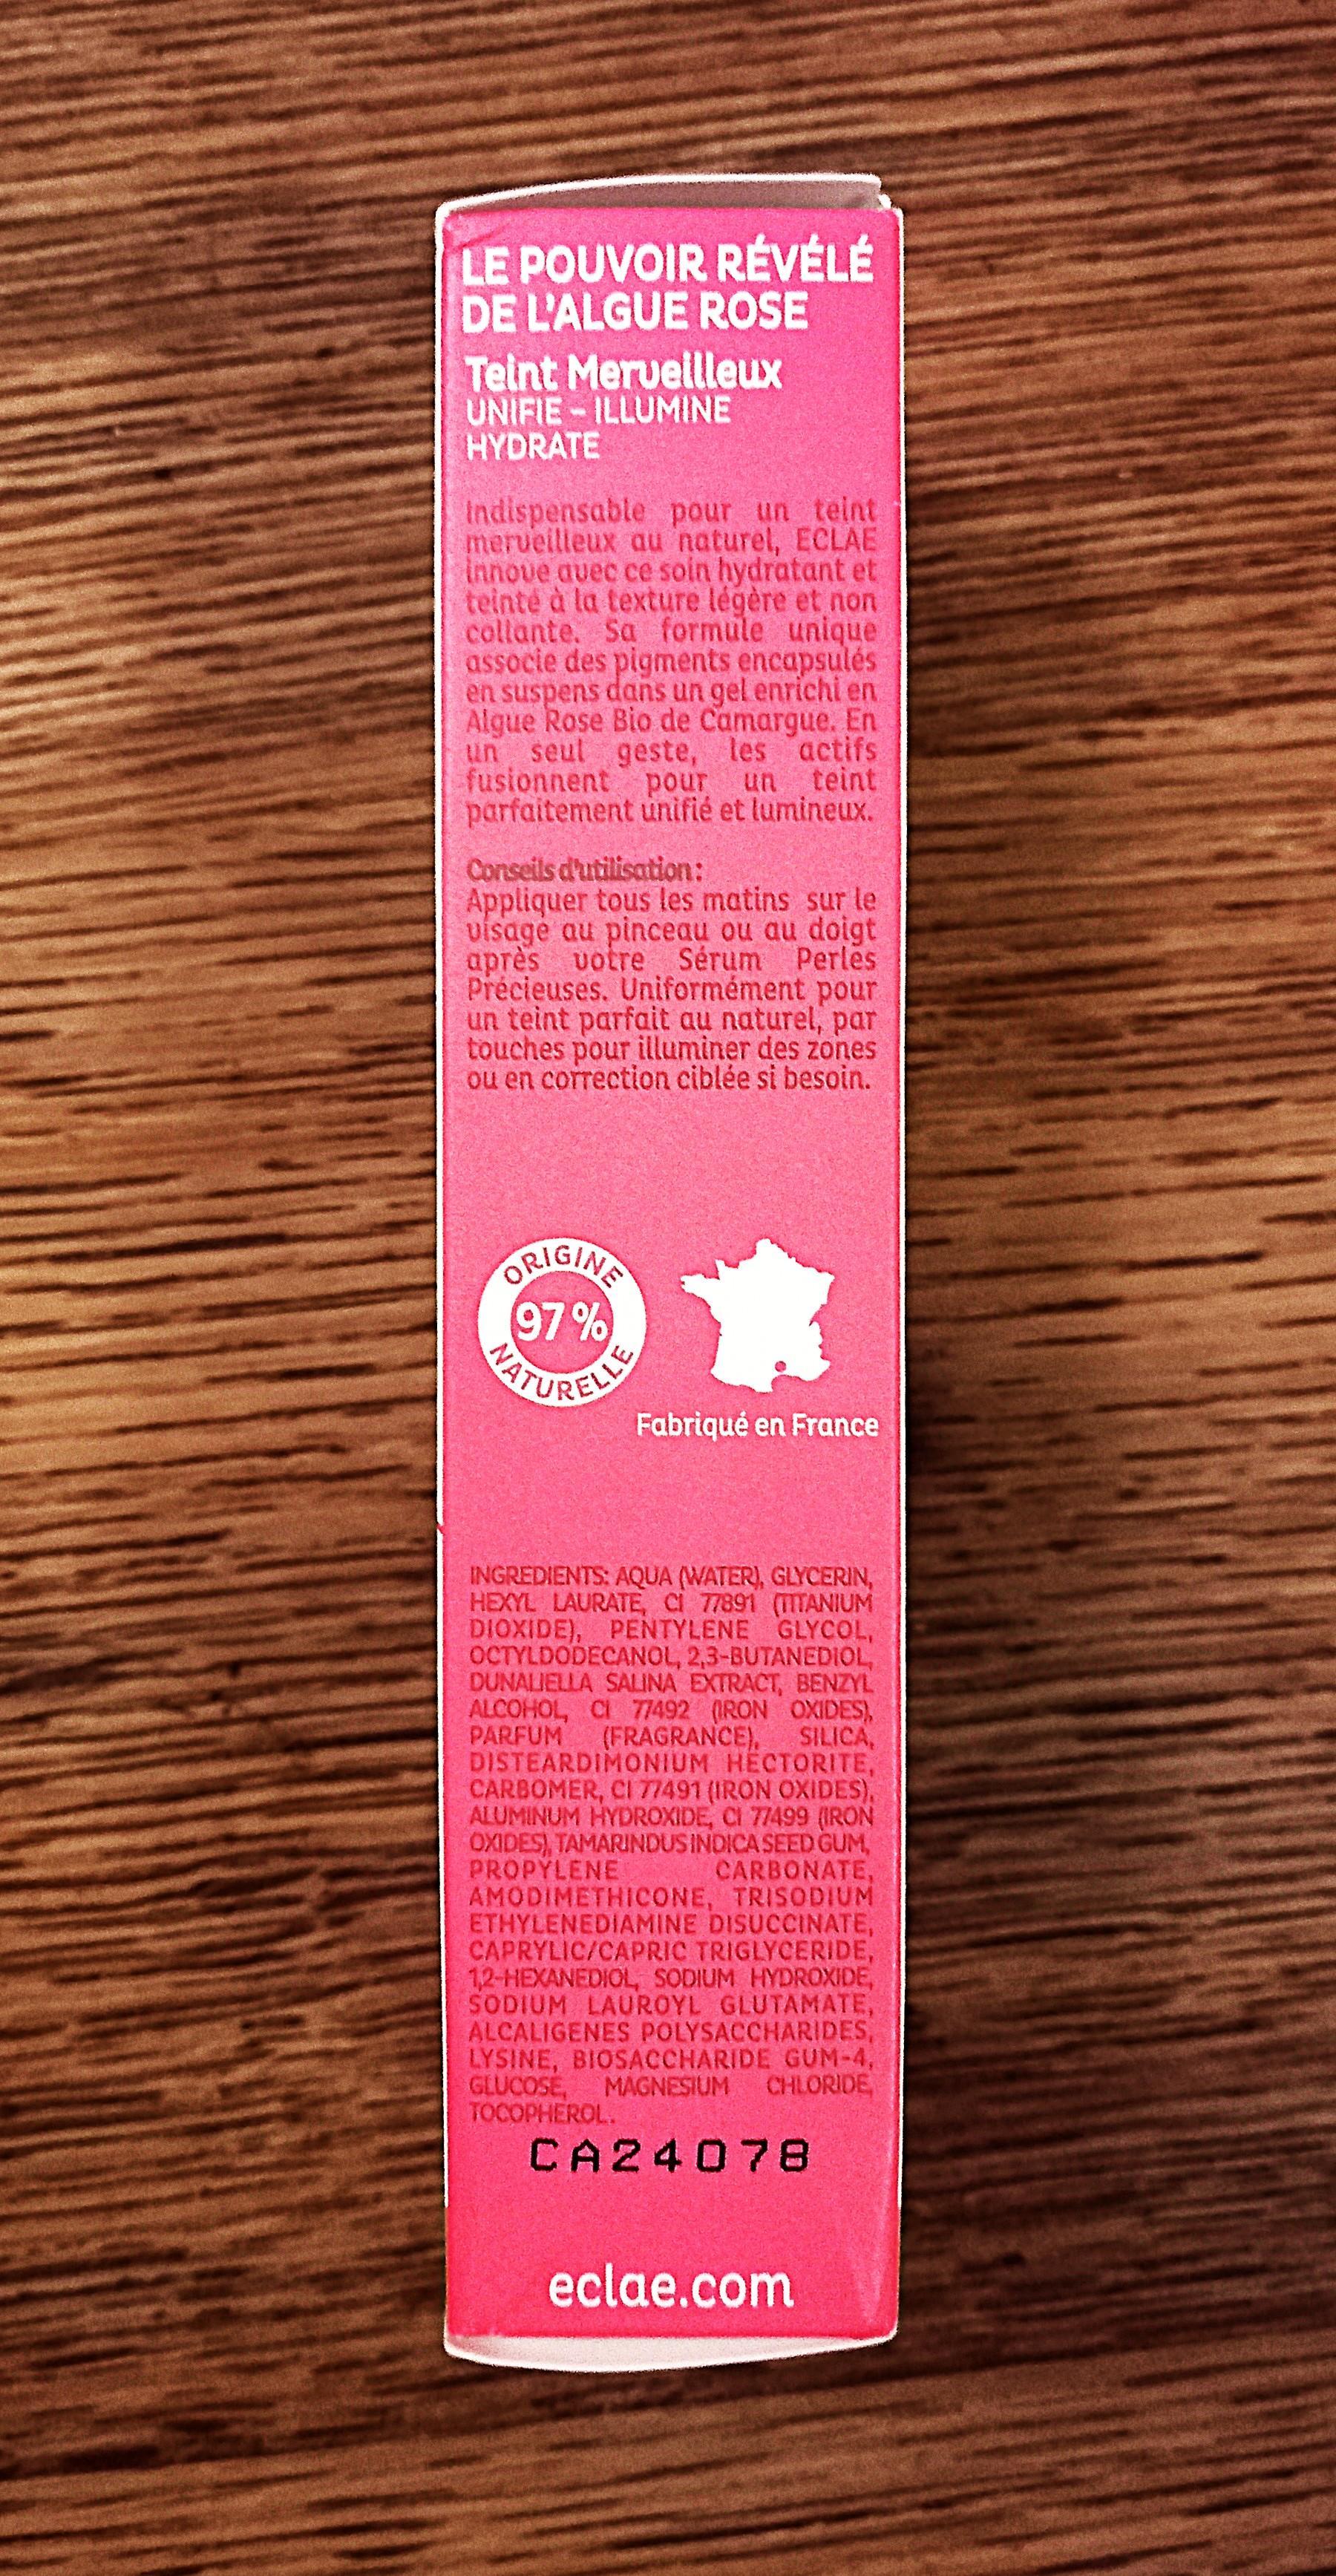 LE POUVOIR RÉVÉLÉ
DE L'ALGUE ROSE
Teint Merveilleux
UNIFIE – ILLUMINE
HYDRATE
Indispensable pour un teint
merveilleux au naturel, ECLAE
innove avec ce soin hydratant et
teinté à la texture légère et non
collante. Sa formule unique
associe des pigments encapsulés
en suspens dans un gel enrichi en
Algue Rose Bio de Camargue. En
un seul geste, les actifs
fusionnent pour un teint
parfaitement unifié et lumineux.
Conseils d'utilisation :
Appliquer tous les matins sur le
visage au pinceau ou au doigt
après votre Sérum Perles
Précieuses. Uniformément pour
un teint parfait au naturel, par
touches pour illuminer des zones
ou en correction ciblée si besoin.
ORIGINE
97 %
NATURELLE
Fabriqué en France
INGREDIENTS: AQUA (WATER), GLYCERIN,
HEXYL LAURATE, CI 77891 (TITANIUM
DIOXIDE), PENTYLENE GLYCOL,
OCTYLDODECANOL, 2,3-BUTANEDIOL,
DUNALIELLA SALINA EXTRACT, BENZYL
ALCOHOL, CI 77492 (IRON OXIDES),
PARFUM (FRAGRANCE), SILICA,
DISTEARDIMONIUM HECTORITE,
CARBOMER, CI 77491 (IRON OXIDES),
ALUMINUM HYDROXIDE, CI 77499 (IRON
OXIDES), TAMARINDUS INDICA SEED GUM,
PROPYLENE CARBONATE,
AMODIMETHICONE, TRISODIUM
ETHYLENEDIAMINE DISUCCINATE,
CAPRYLIC/CAPRIC TRIGLYCERIDE,
1,2-HEXANEDIOL, SODIUM HYDROXIDE,
SODIUM LAUROYL GLUTAMATE,
ALCALIGENES POLYSACCHARIDES,
LYSINE, BIOSACCHARIDE GUM-4,
GLUCOSE, MAGNESIUM CHLORIDE,
TOCOPHEROL.
CA24078
eclae.com